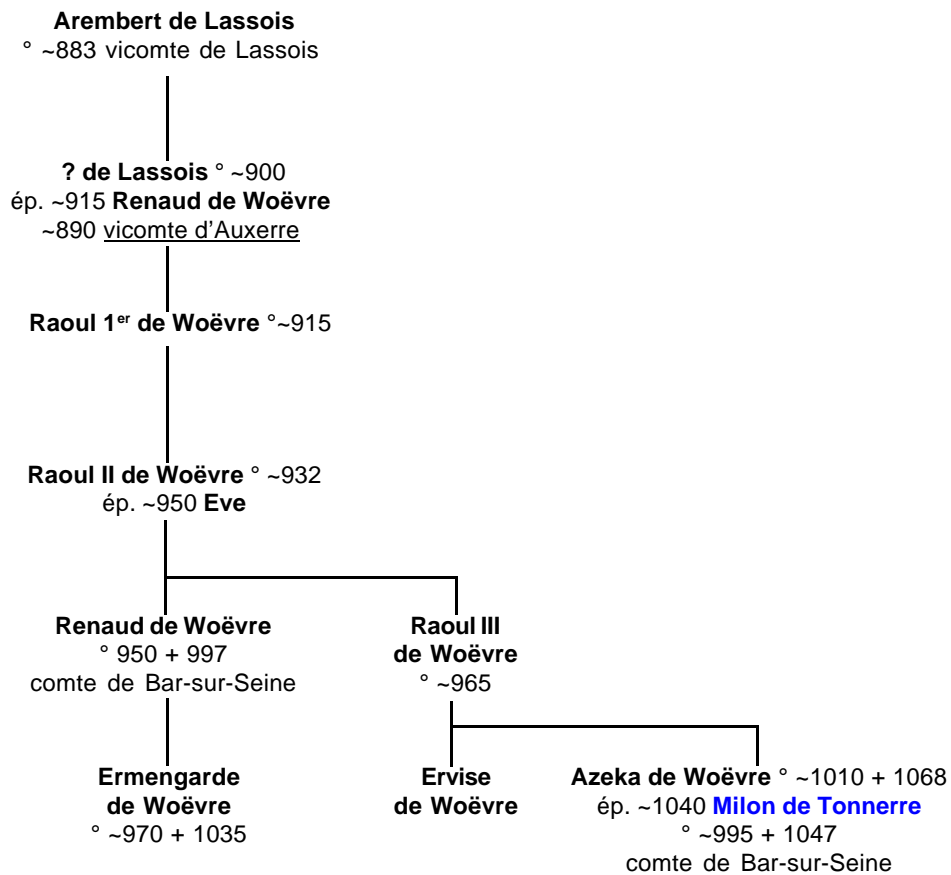 Arembert de Lassois
° ~883 vicomte de Lassois
? de Lassois ° ~900
ép. ~915 Renaud de Woëvre
~890 vicomte d'Auxerre
Raoul 1er de Woëvre °~915
Raoul II de Woëvre ° ~932
ép. ~950 Eve
Renaud de Woëvre
° 950 + 997
comte de Bar-sur-Seine
Raoul III
de Woëvre
° ~965
Ermengarde
de Woëvre
° ~970 + 1035
Ervise
de Woëvre
Azeka de Woëvre ° ~1010 + 1068
ép. ~1040 Milon de Tonnerre
° ~995 + 1047
comte de Bar-sur-Seine